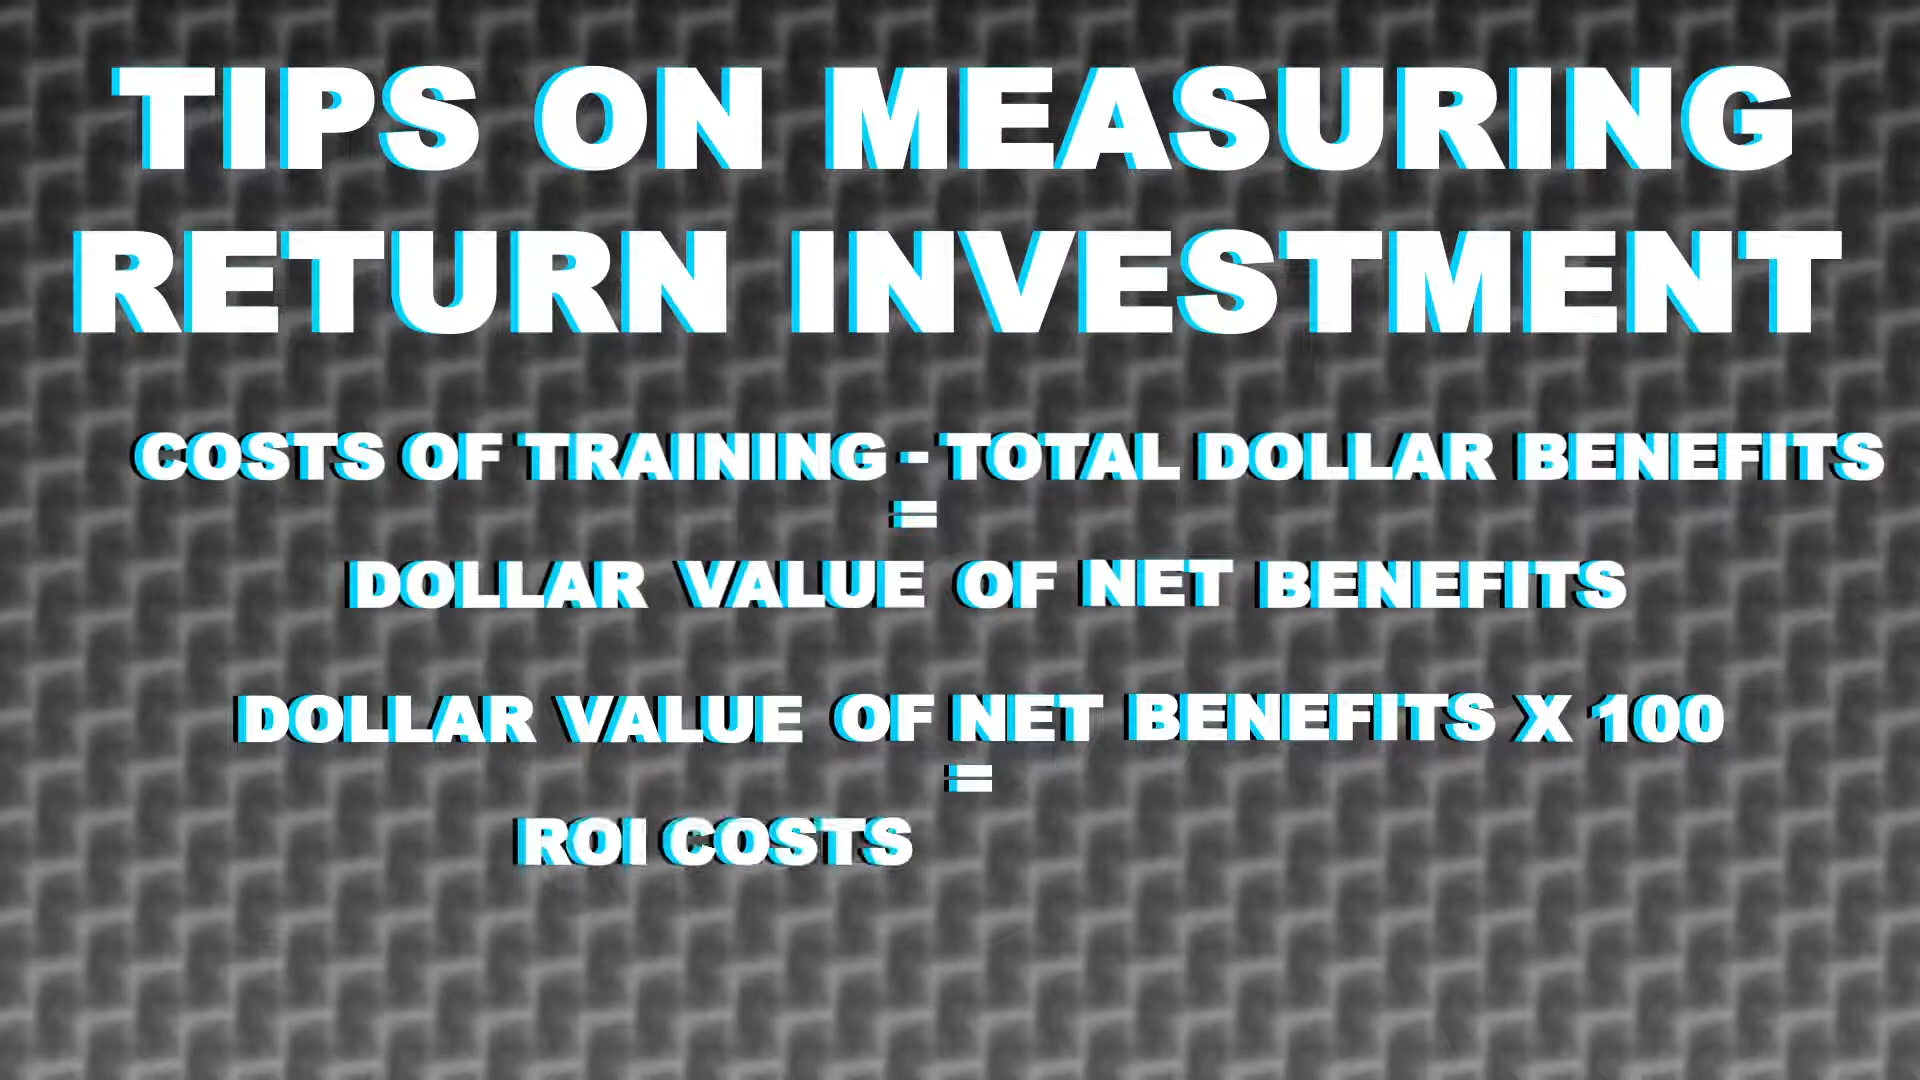 TIPS ON MEASURING
RETURN INVESTMENT
COSTS OF TRAINING - TOTAL DOLLAR BENEFITS
=
DOLLAR VALUE OF NET BENEFITS
DOLLAR VALUE OF NET BENEFITS X 100
=
ROI COSTS